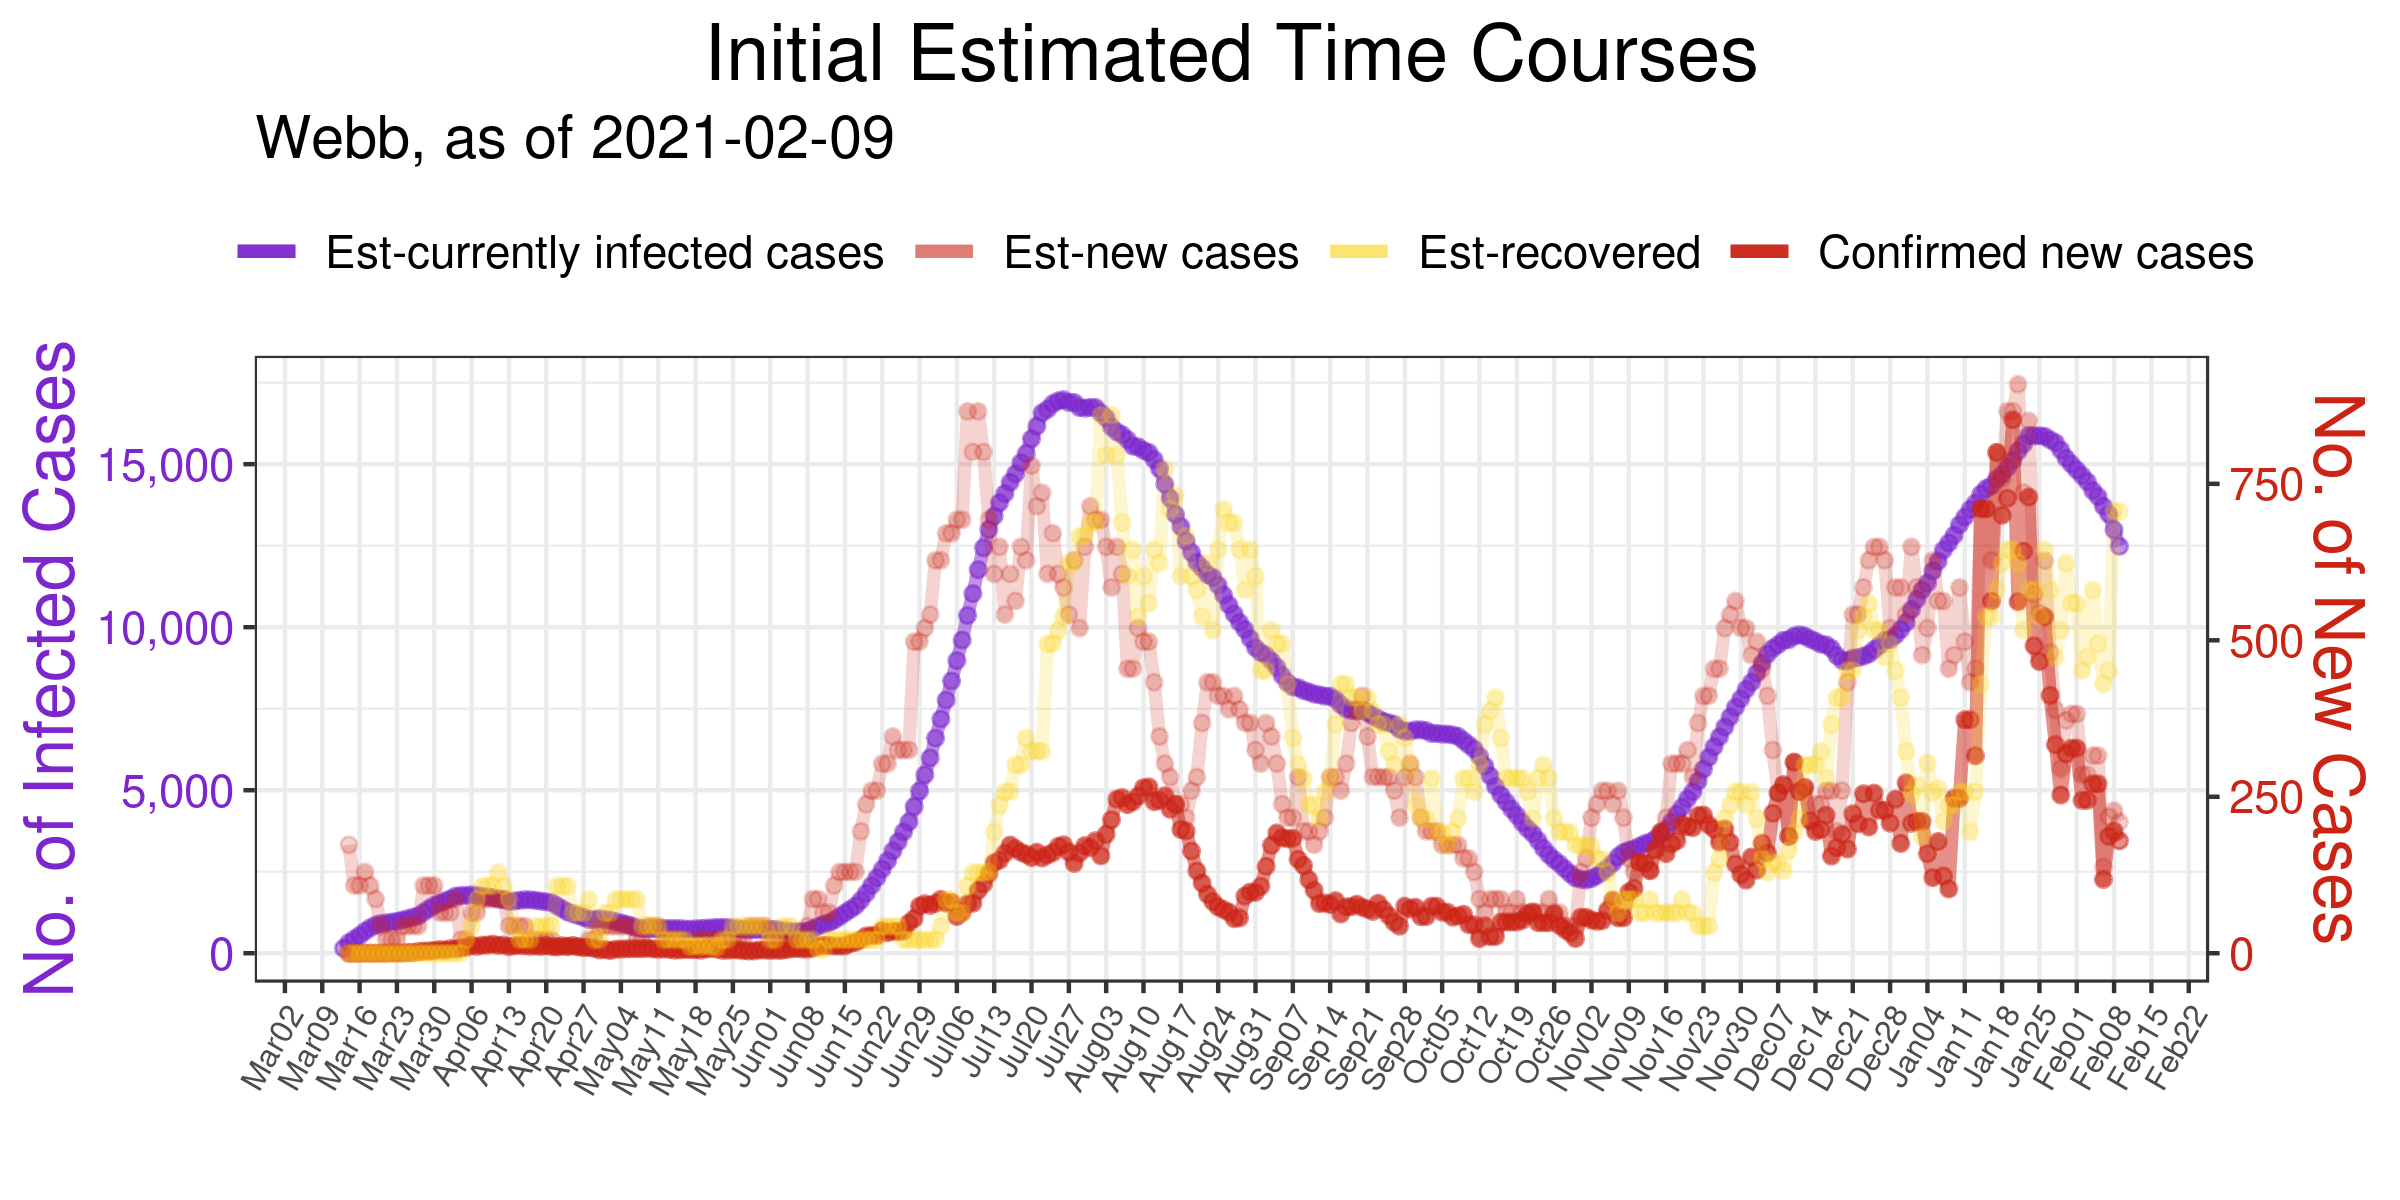 Initial Estimated Time Courses
Webb, as of 2021-02-09
Est-currently infected cases Est-new cases Est-recovered Confirmed new cases
No. of Infected Cases
15,000
10,000
5,000
0
No. of New Cases
750
500
250
0
Mar02 Mar09 Mar16 Mar23 Mar30 Apr06 Apr13 Apr20 Apr27 May04 May11 May18 May25 Jun01 Jun08 Jun15 Jun22 Jun29 Jul06 Jul13 Jul20 Jul27 Aug03 Aug10 Aug17 Aug24 Aug31 Sep07 Sep14 Sep21 Sep28 Oct05 Oct12 Oct19 Oct26 Nov02 Nov09 Nov16 Nov23 Nov30 Dec07 Dec14 Dec21 Dec28 Jan04 Jan11 Jan18 Jan25 Feb01 Feb08 Feb15 Feb22